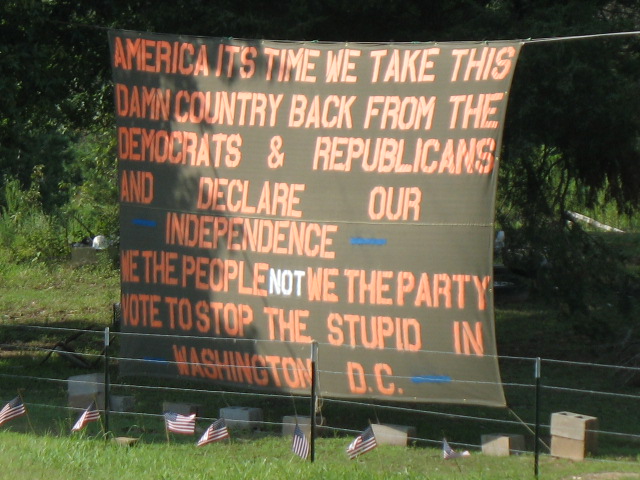 AMERICA IT'S TIME WE TAKE THIS
DAMN COUNTRY BACK FROM THE
DEMOCRATS & REPUBLICANS
AND DECLARE OUR
INDEPENDENCE
WE THE PEOPLE NOT WE THE PARTY
VOTE TO STOP THE STUPID IN
WASHINGTON D.C.